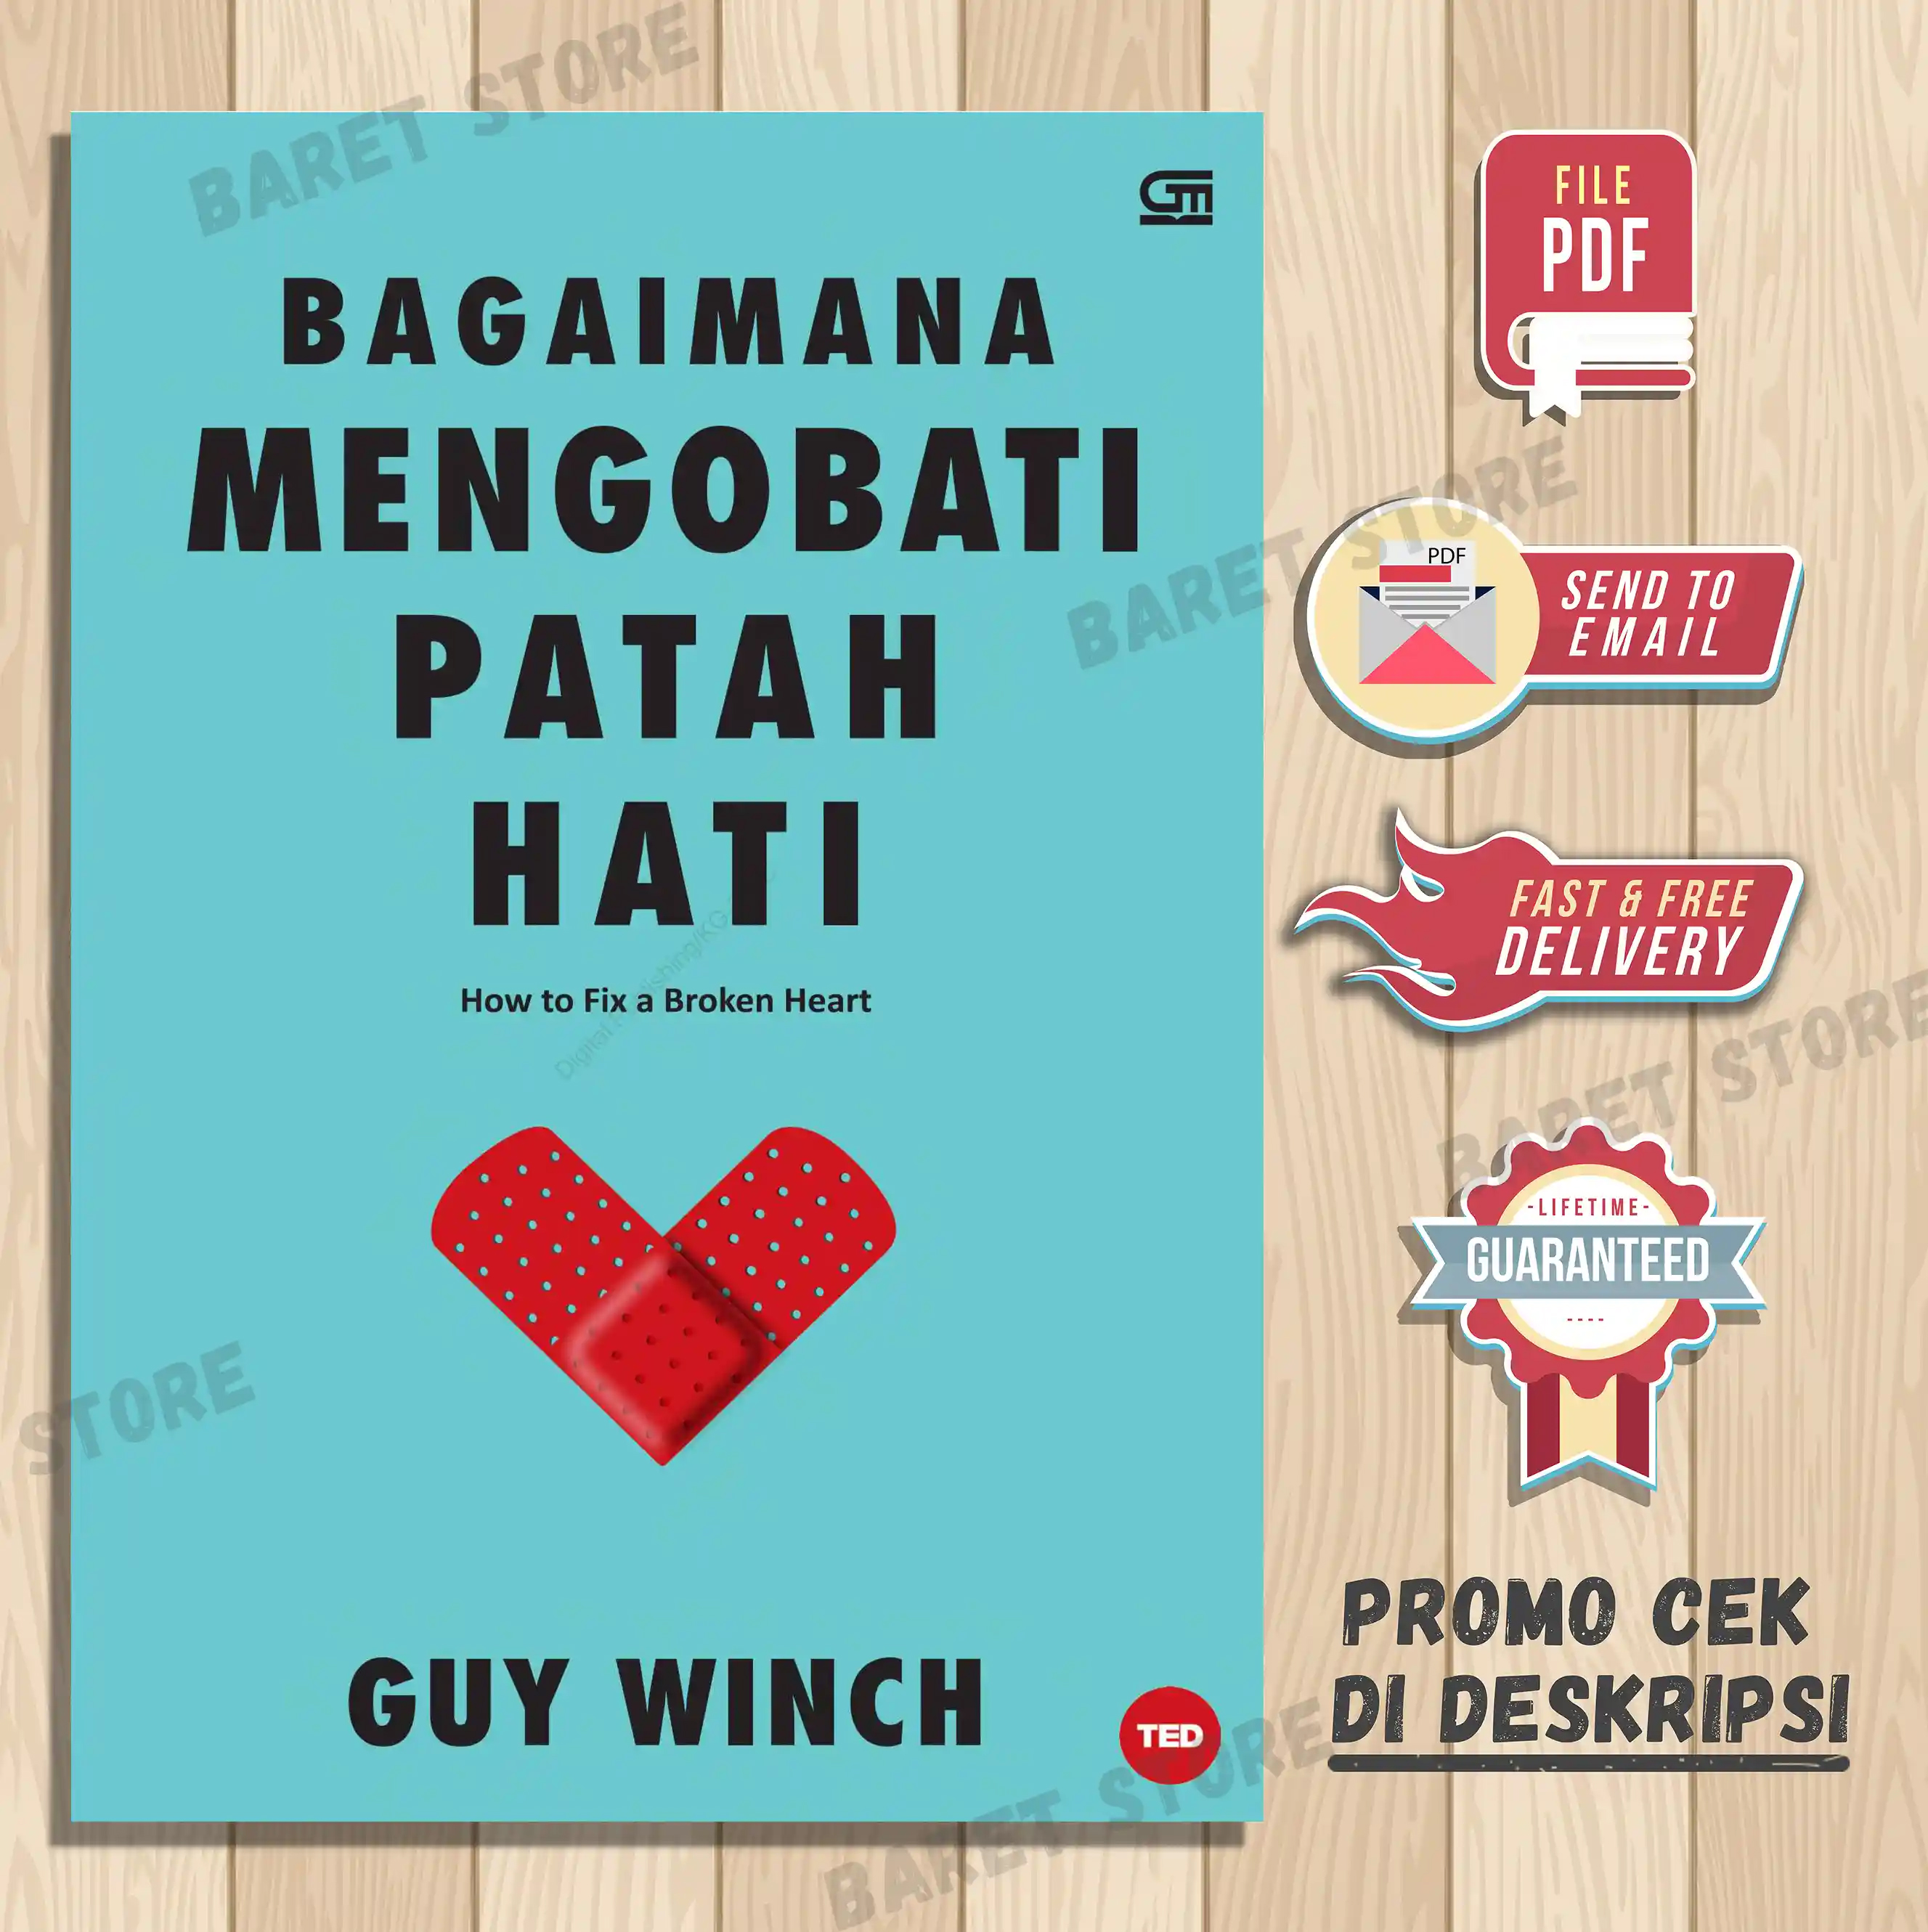 BARET STORE
GM
BAGAIMANA
MENGOBATI
PATAH
HATI
How to Fix a Broken Heart
GUY WINCH
TED
FILE
PDF
PDF
SEND TO
EMAIL
FAST & FREE
DELIVERY
-LIFETIME-
GUARANTEED
PROMO CEK
DI DESKRIPSI
BARET STORE
BARET STORE
STORE
BARET STORE